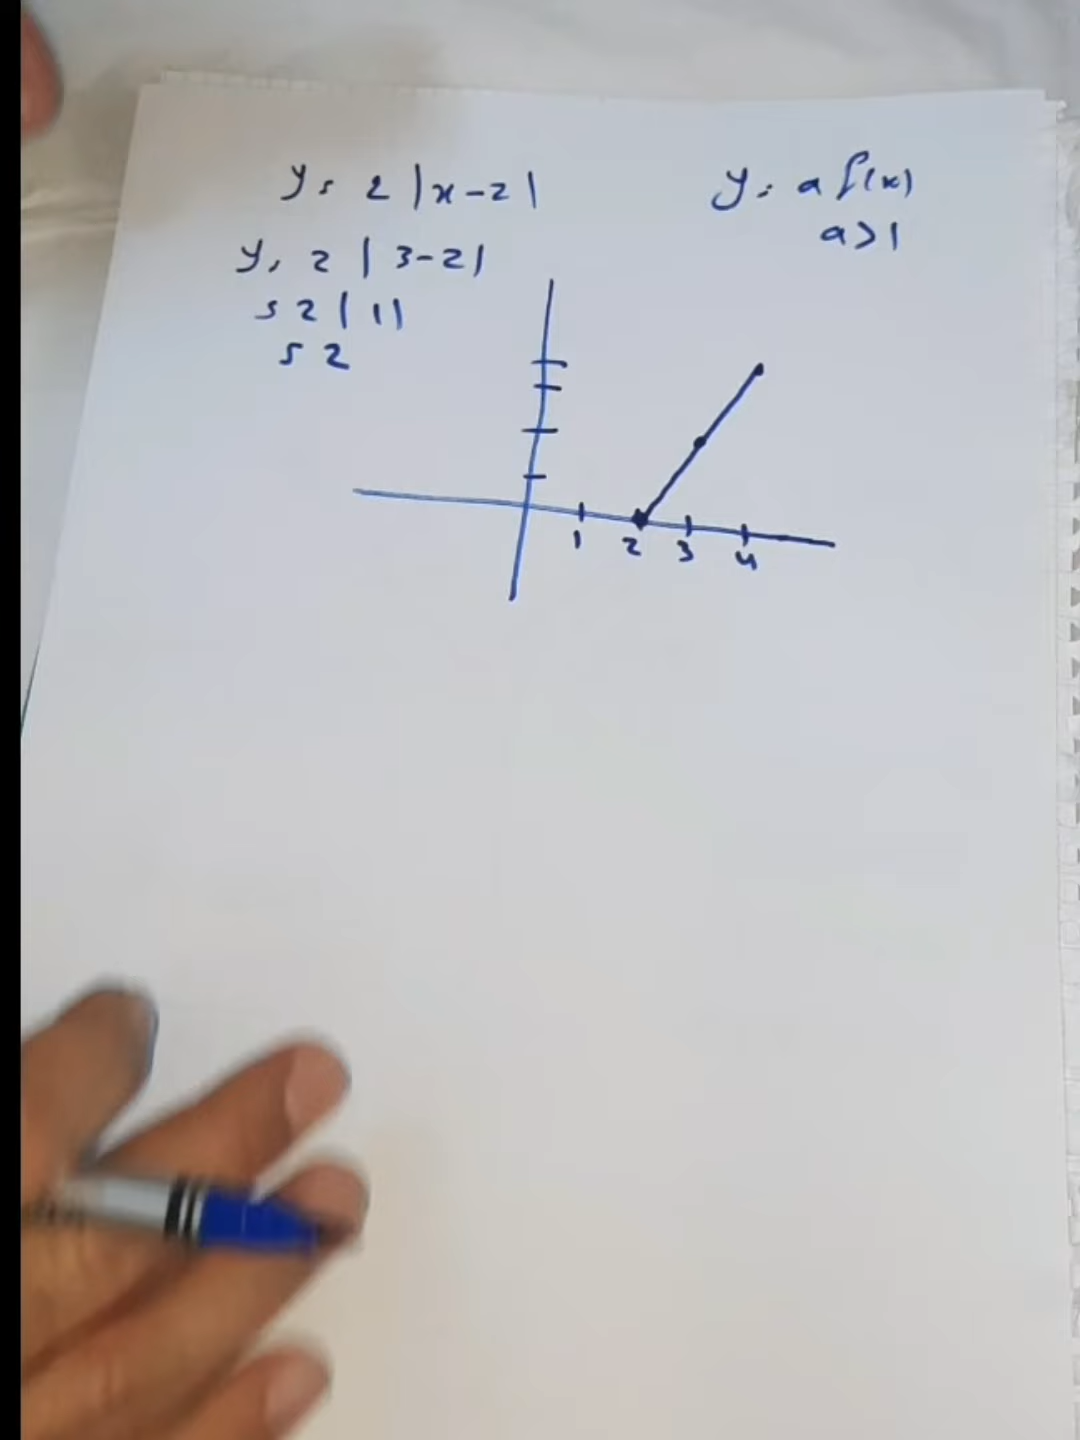 y = 2 |x-2|
y = 2 | 3-2|
= 2 | 1|
= 2
y = a f(x)
a>1
1 2 3 4